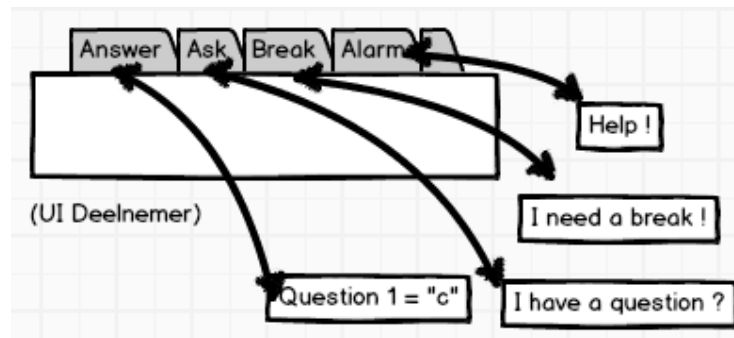 Answer Ask Break Alarm
Help !
I need a break !
(UI Deelnemer)
Question 1 = "c"
I have a question ?